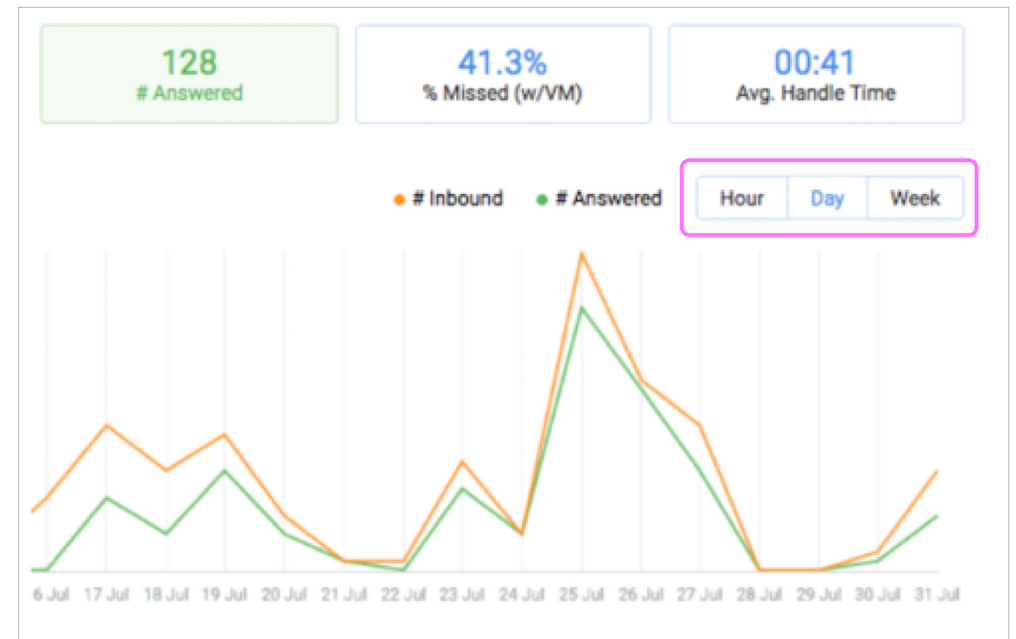 128
# Answered
41.3%
% Missed (w/VM)
00:41
Avg. Handle Time
# Inbound # Answered Hour Day Week
6 Jul 17 Jul 18 Jul 19 Jul 20 Jul 21 Jul 22 Jul 23 Jul 24 Jul 25 Jul 26 Jul 27 Jul 28 Jul 29 Jul 30 Jul 31 Jul